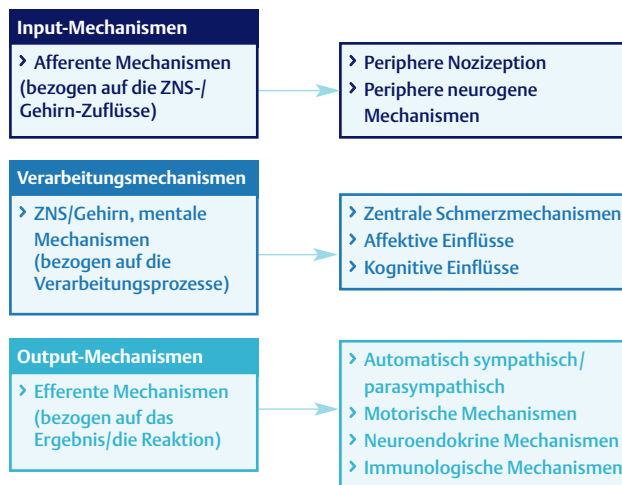 Input-Mechanismen
› Afferente Mechanismen
(bezogen auf die ZNS-/
Gehirn-Zuflüsse)
› Periphere Nozizeption
› Periphere neurogene
Mechanismen
Verarbeitungsmechanismen
› ZNS/Gehirn, mentale
Mechanismen
(bezogen auf die
Verarbeitungsprozesse)
› Zentrale Schmerzmechanismen
› Affektive Einflüsse
› Kognitive Einflüsse
Output-Mechanismen
› Efferente Mechanismen
(bezogen auf das
Ergebnis/die Reaktion)
› Automatisch sympathisch/
parasympathisch
› Motorische Mechanismen
› Neuroendokrine Mechanismen
› Immunologische Mechanismen